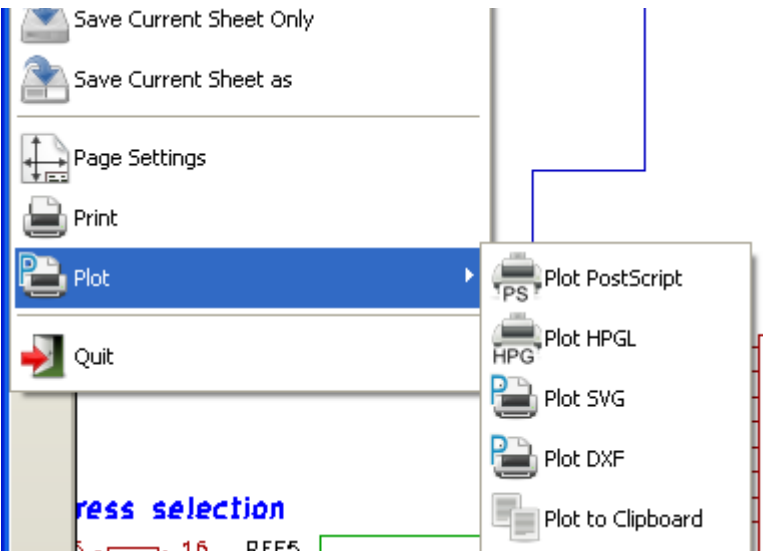 Save Current Sheet Only
Save Current Sheet as
Page Settings
Print
Plot
Quit
Plot PostScript
PS
Plot HPGL
HPG
Plot SVG
Plot DXF
Plot to Clipboard
ress selection
16